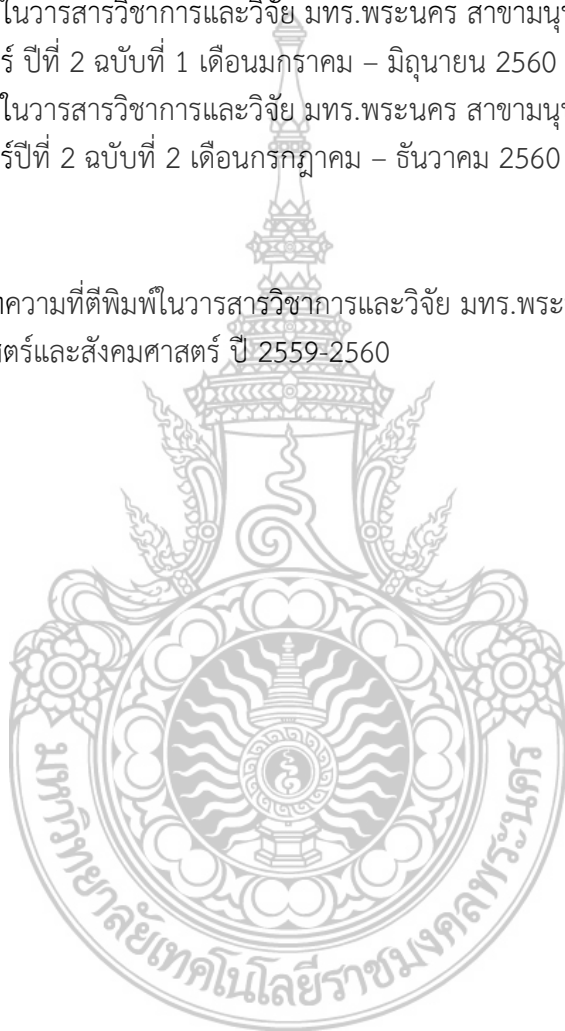 ในวารสารวิชาการและวิจัย มทร.พระนคร สาขามนุษ
ร์ ปีที่ 2 ฉบับที่ 1 เดือนมกราคม – มิถุนายน 2560
ในวารสารวิชาการและวิจัย มทร.พระนคร สาขามนุษ
ร์ปีที่ 2 ฉบับที่ 2 เดือนกรกฎาคม – ธันวาคม 2560
ทความที่ตีพิมพ์ในวารสารวิชาการและวิจัย มทร.พระ
ตร์และสังคมศาสตร์ ปี 2559-2560
มหาวิทยาลัยเทคโนโลยีราชมงคลพระนคร